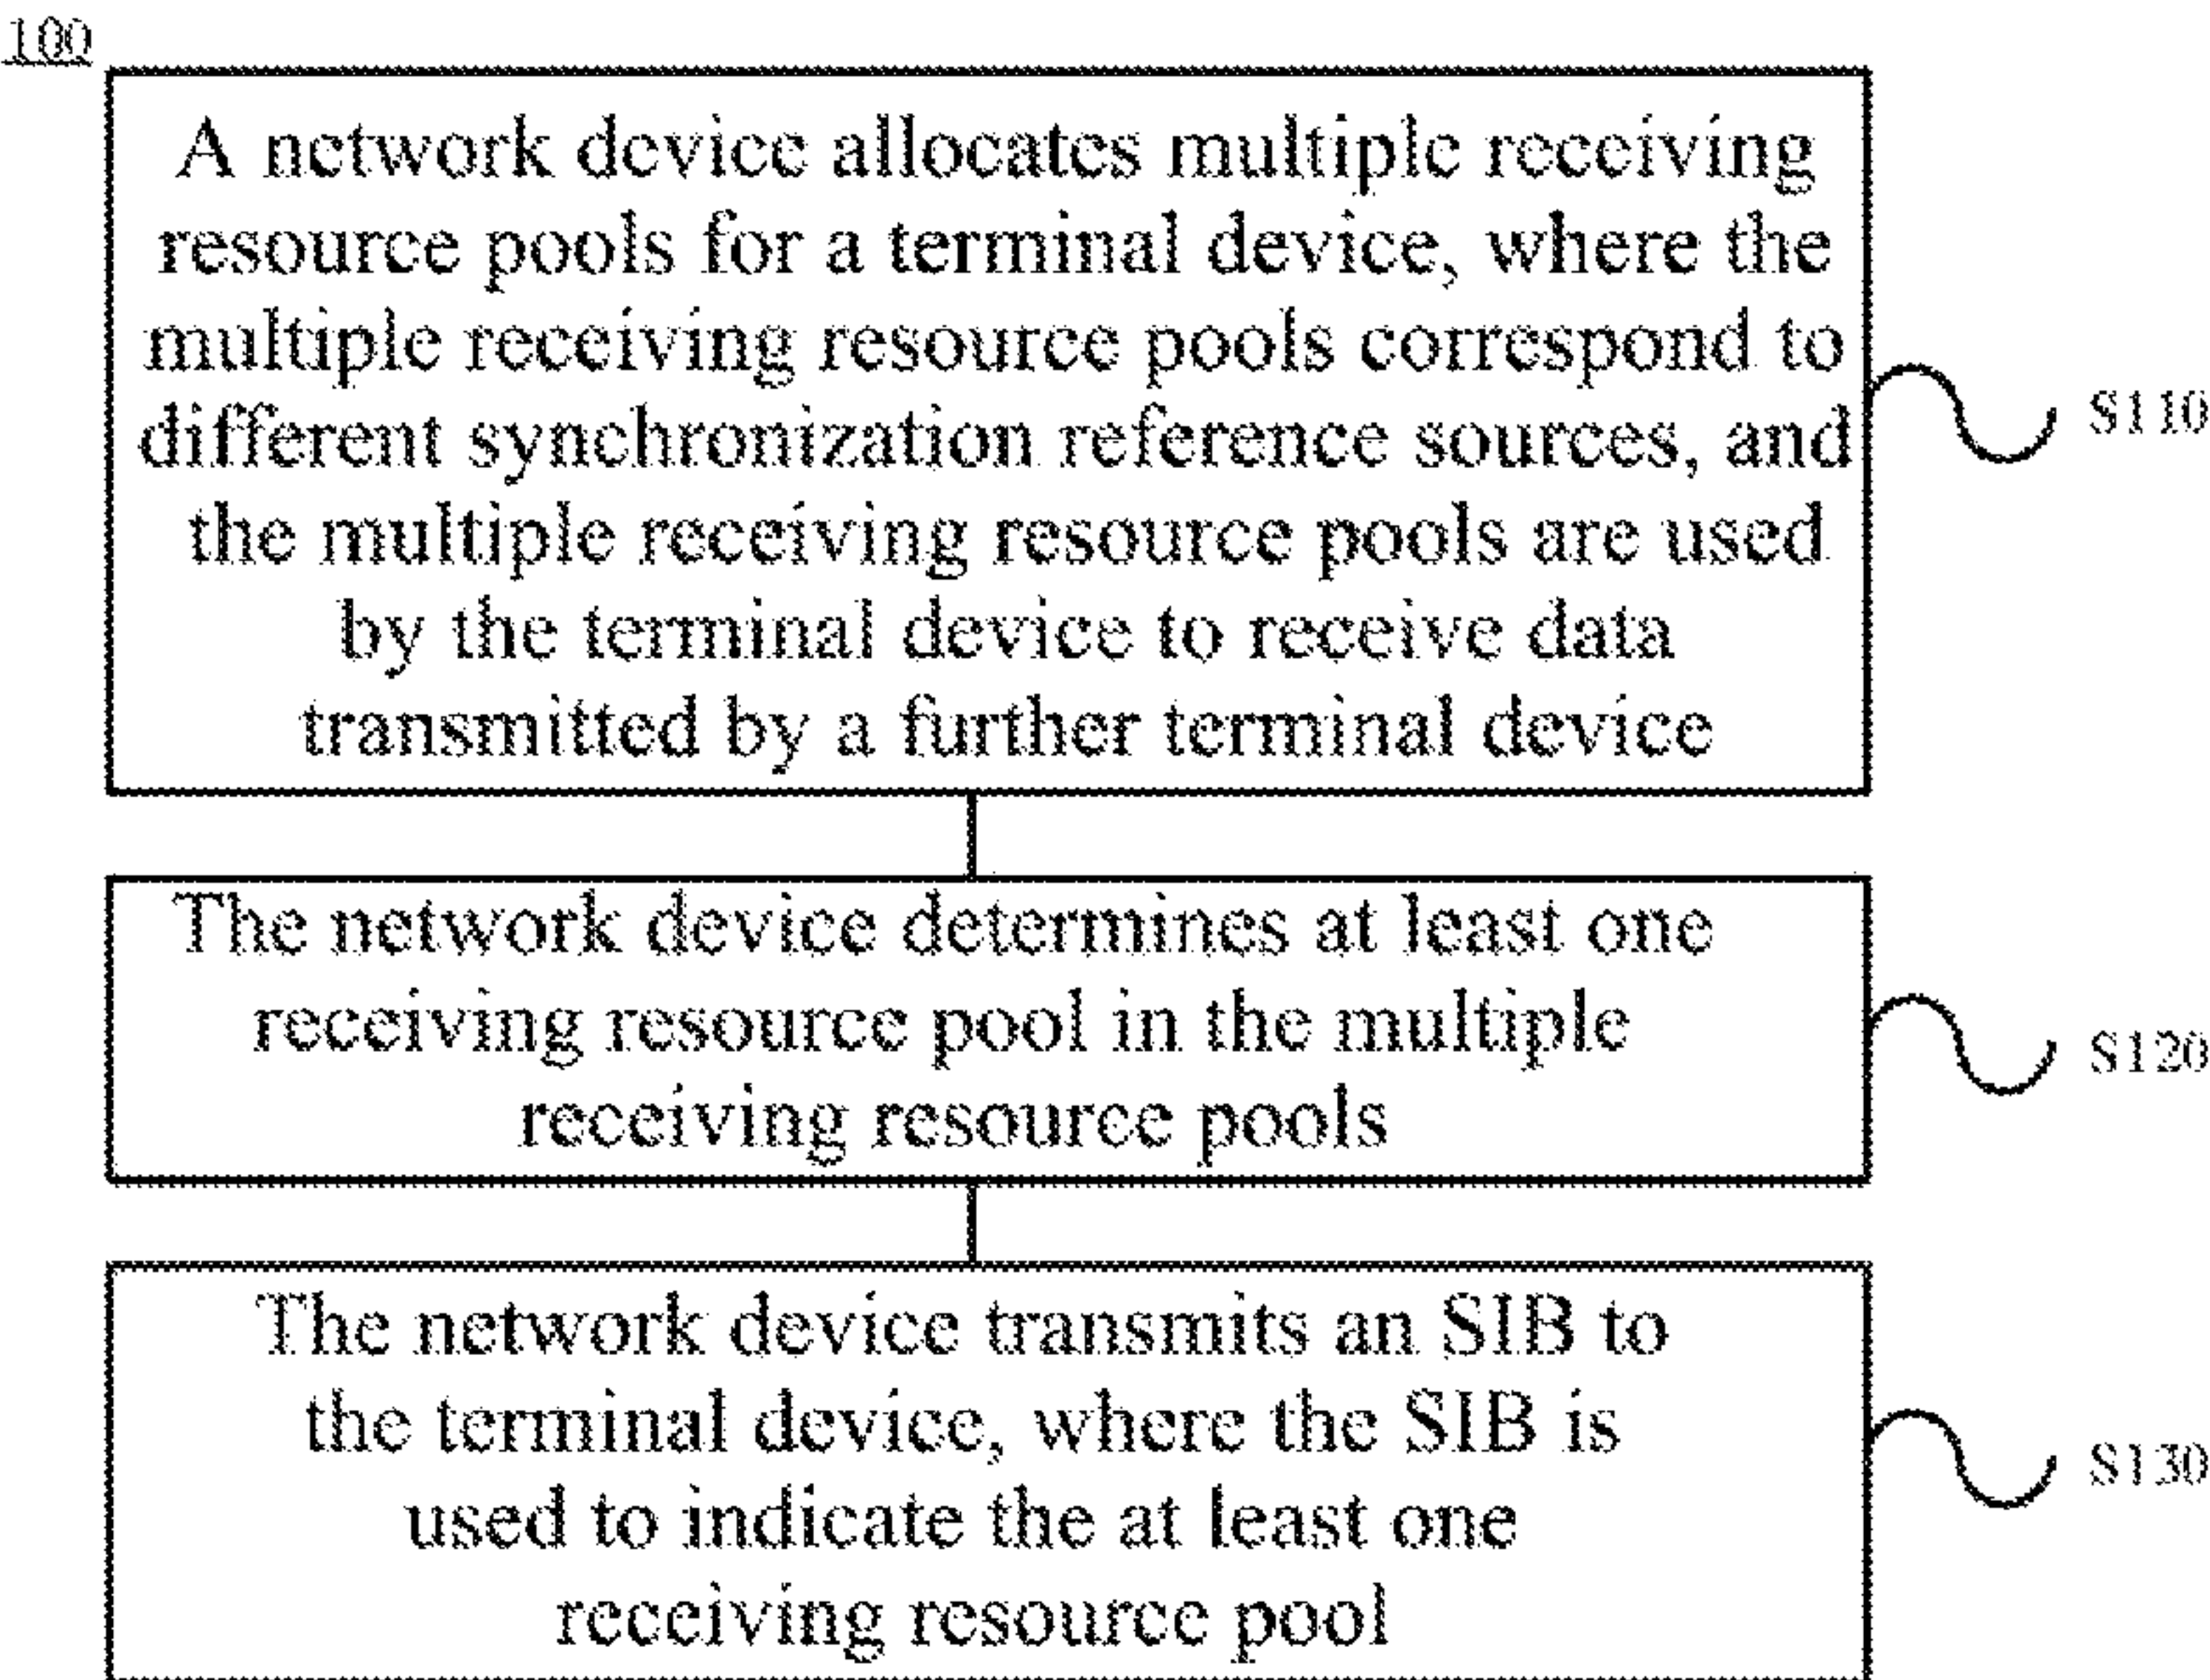 100
A network device allocates multiple receiving
resource pools for a terminal device, where the
multiple receiving resource pools correspond to
different synchronization reference sources, and
the multiple receiving resource pools are used
by the terminal device to receive data
transmitted by a further terminal device
S110
The network device determines at least one
receiving resource pool in the multiple
receiving resource pools
S120
The network device transmits an SIB to
the terminal device, where the SIB is
used to indicate the at least one
receiving resource pool
S130